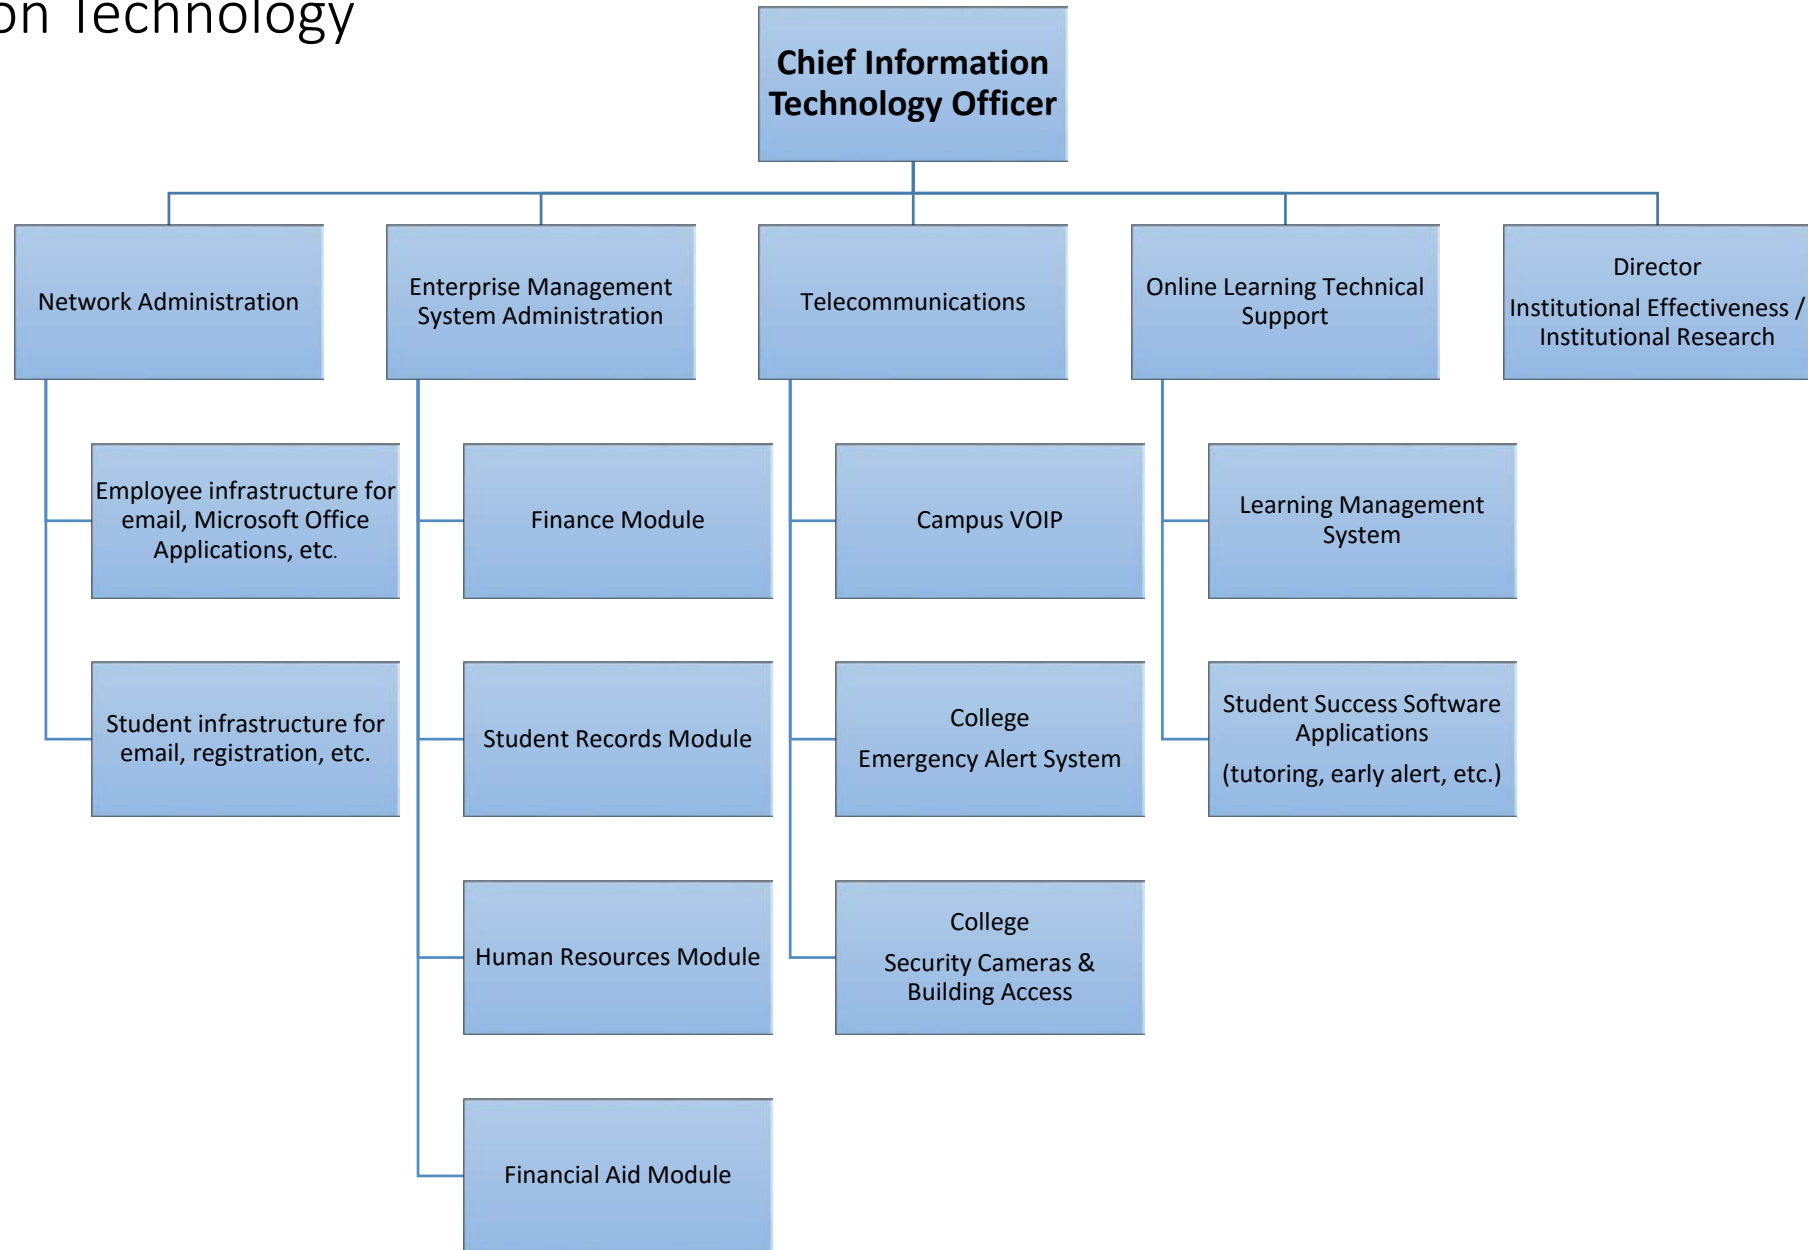 on Technology
Chief Information
Technology Officer
Network Administration
Enterprise Management
System Administration
Telecommunications
Online Learning Technical
Support
Director
Institutional Effectiveness /
Institutional Research
Employee infrastructure for
email, Microsoft Office
Applications, etc.
Finance Module
Campus VOIP
Learning Management
System
Student infrastructure for
email, registration, etc.
Student Records Module
College
Emergency Alert System
Student Success Software
Applications
(tutoring, early alert, etc.)
Human Resources Module
College
Security Cameras &
Building Access
Financial Aid Module